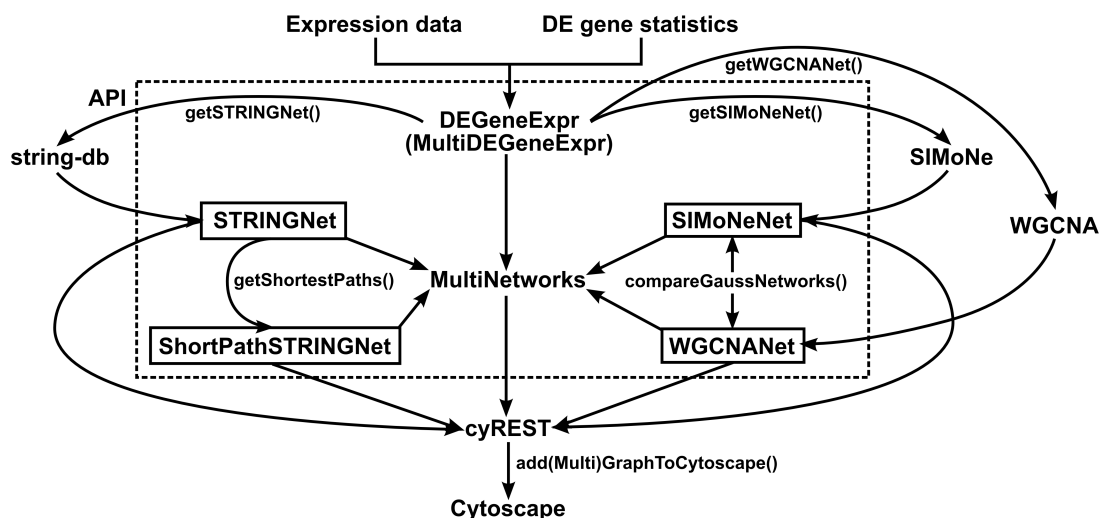 Expression data
DE gene statistics
getWGCNANet()
API
getSTRINGNet()
DEGeneExpr
(MultiDEGeneExpr)
getSIMoNeNet()
string-db
SIMoNe
STRINGNet
SIMoNeNet
WGCNA
getShortestPaths()
MultiNetworks
compareGaussNetworks()
ShortPathSTRINGNet
WGCNANet
cyREST
add(Multi)GraphToCytoscape()
Cytoscape